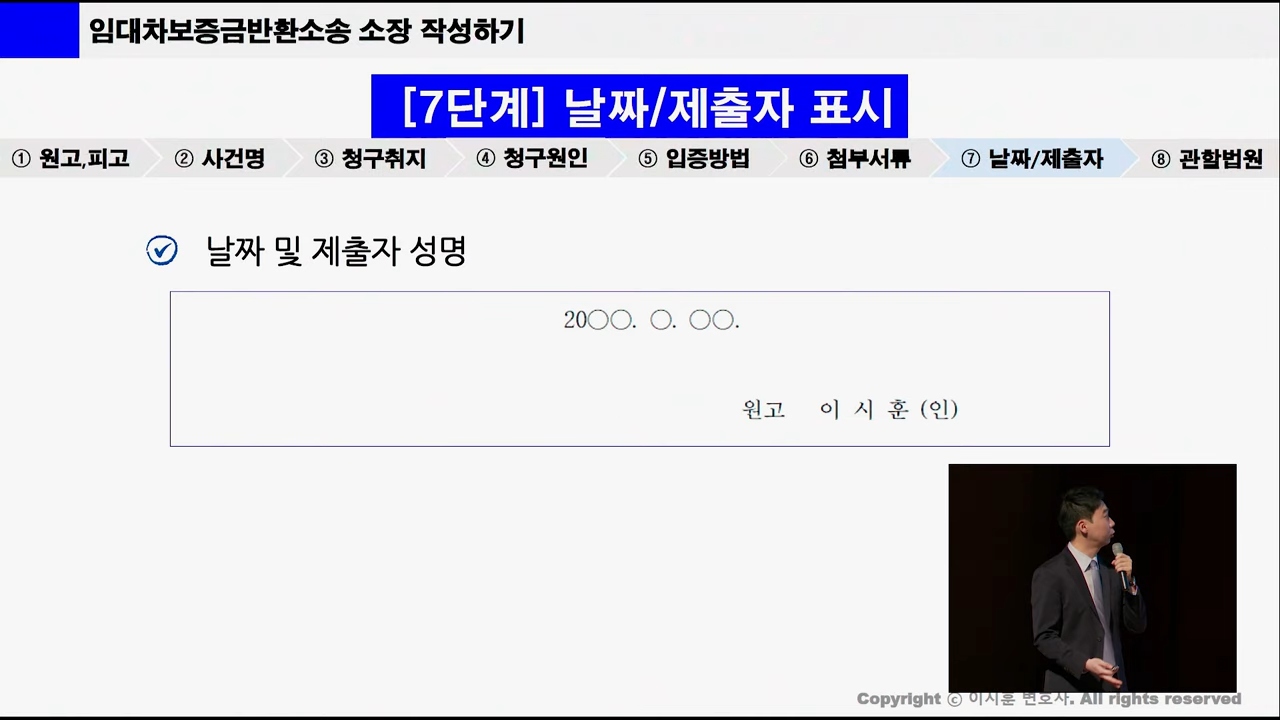 임대차보증금반환소송 소장 작성하기
[7단계] 날짜/제출자 표시
① 원고,피고 ② 사건명 ③ 청구취지 ④ 청구원인 ⑤ 입증방법 ⑥ 첨부서류 ⑦ 날짜/제출자 ⑧ 관할법원
날짜 및 제출자 성명
20○○. ○. ○○.
원고 이 시 훈 (인)
Copyright ⓒ 이시훈 변호사. All rights reserved